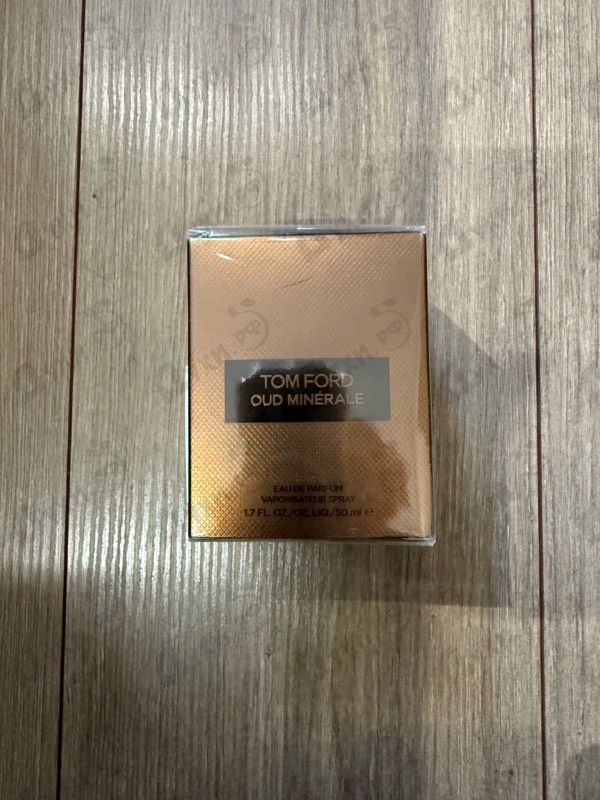 TOM FORD
OUD MINÉRALE
EAU DE PARFUM
VAPORISATEUR SPRAY
1.7 FL. OZ./OZ. LIQ./50 ml ℮